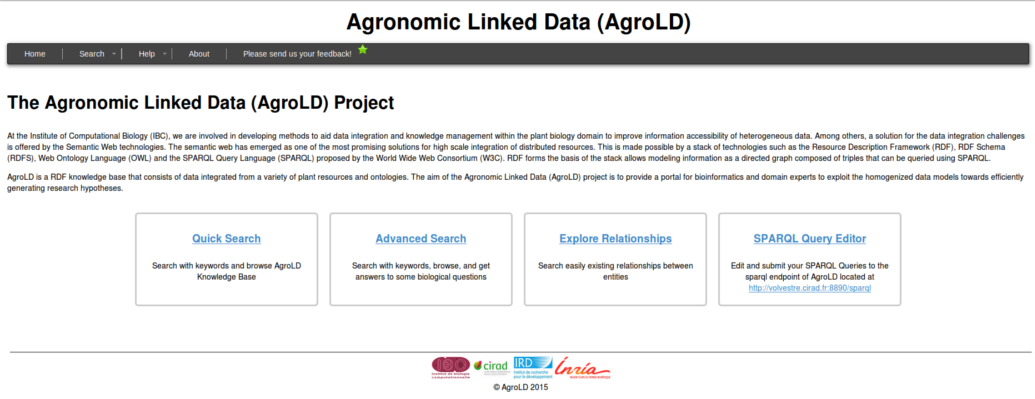 Agronomic Linked Data (AgroLD)
Home Search Help About Please send us your feedback!
The Agronomic Linked Data (AgroLD) Project
At the Institute of Computational Biology (IBC), we are involved in developing methods to aid data integration and knowledge management within the plant biology domain to improve information accessibility of heterogeneous data. Among others, a solution for the data integration challenges
is offered by the Semantic Web technologies. The semantic web has emerged as one of the most promising solutions for high scale integration of distributed resources. This is made possible by a stack of technologies such as the Resource Description Framework (RDF), RDF Schema
(RDFS), Web Ontology Language (OWL) and the SPARQL Query Language (SPARQL) proposed by the World Wide Web Consortium (W3C). RDF forms the basis of the stack allows modeling information as a directed graph composed of triples that can be queried using SPARQL.
AgroLD is a RDF knowledge base that consists of data integrated from a variety of plant resources and ontologies. The aim of the Agronomic Linked Data (AgroLD) project is to provide a portal for bioinformatics and domain experts to exploit the homogenized data models towards efficiently
generating research hypotheses.
Quick Search
Search with keywords and browse AgroLD
Knowledge Base
Advanced Search
Search with keywords, browse, and get
answers to some biological questions
Explore Relationships
Search easily existing relationships between
entities
SPARQL Query Editor
Edit and submit your SPARQL Queries to the
sparql endpoint of AgroLD located at
http://volvestre.cirad.fr:8890/sparql
IBC cirad IRD Inria
Institut de recherche
pour le développement
© AgroLD 2015